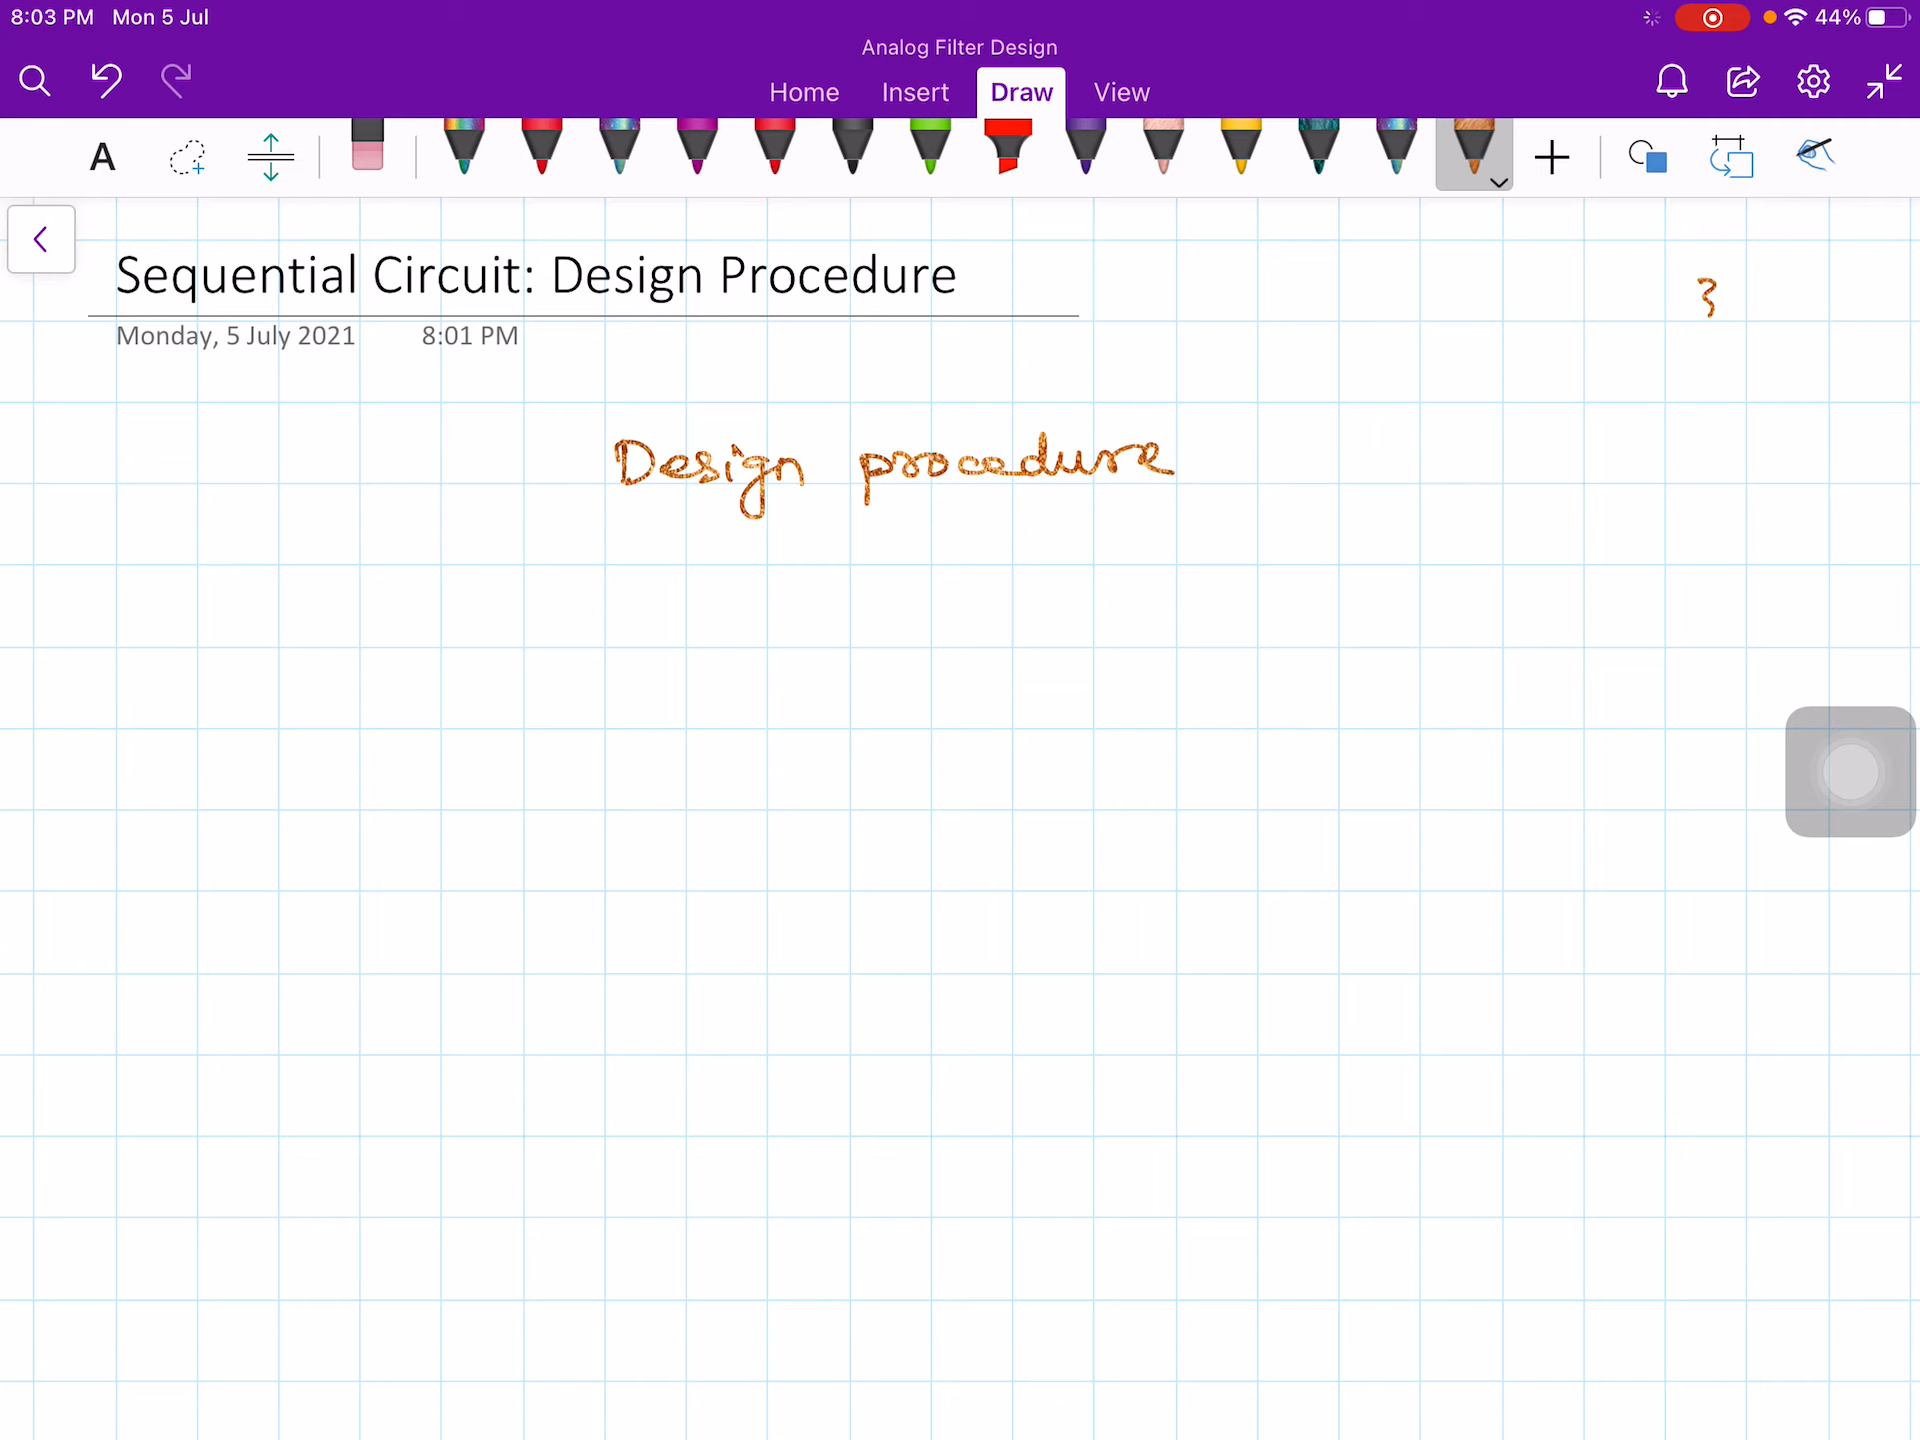 8:03 PM Mon 5 Jul 44%
Analog Filter Design
Home Insert Draw View
A
Sequential Circuit: Design Procedure
3
Monday, 5 July 2021 8:01 PM
Design procedure